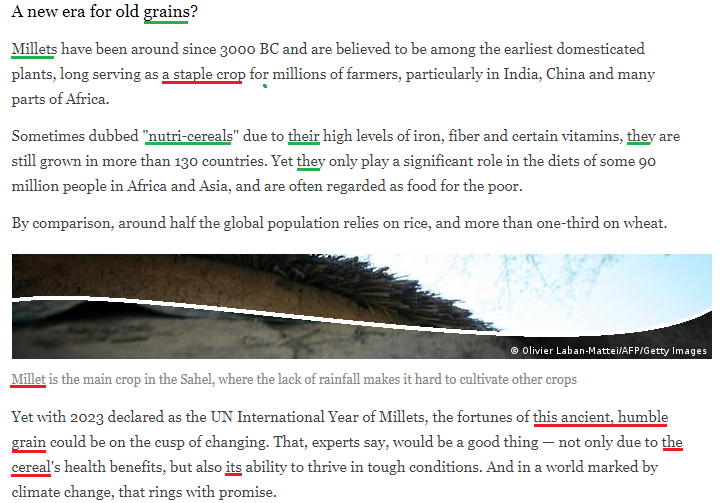 A new era for old grains?
Millets have been around since 3000 BC and are believed to be among the earliest domesticated
plants, long serving as a staple crop for millions of farmers, particularly in India, China and many
parts of Africa.
Sometimes dubbed "nutri-cereals" due to their high levels of iron, fiber and certain vitamins, they are
still grown in more than 130 countries. Yet they only play a significant role in the diets of some 90
million people in Africa and Asia, and are often regarded as food for the poor.
By comparison, around half the global population relies on rice, and more than one-third on wheat.
© Olivier Laban-Mattei/AFP/Getty Images
Millet is the main crop in the Sahel, where the lack of rainfall makes it hard to cultivate other crops
Yet with 2023 declared as the UN International Year of Millets, the fortunes of this ancient, humble
grain could be on the cusp of changing. That, experts say, would be a good thing — not only due to the
cereal's health benefits, but also its ability to thrive in tough conditions. And in a world marked by
climate change, that rings with promise.